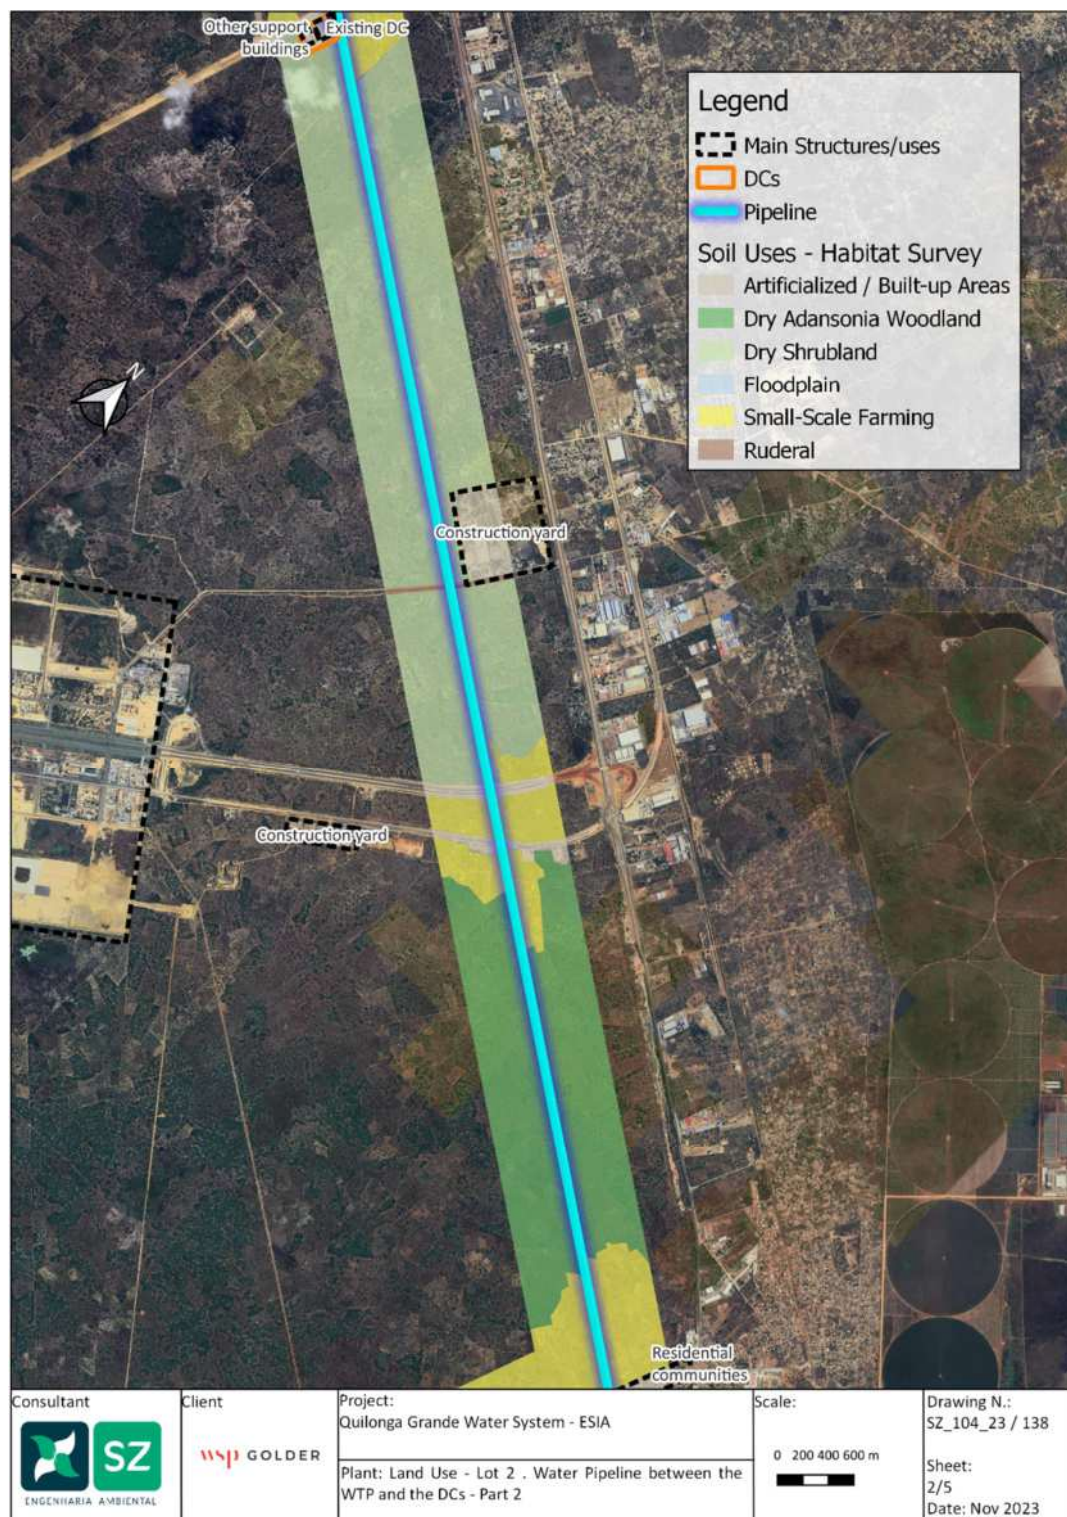 Other support
buildings
Existing DC
Legend
Main Structures/uses
DCs
Pipeline
Soil Uses - Habitat Survey
Artificialized / Built-up Areas
Dry Adansonia Woodland
Dry Shrubland
Floodplain
Small-Scale Farming
Ruderal
N
Construction yard
Construction yard
Residential
communities
Consultant
SZ
ENGENHARIA AMBIENTAL
Client
wsp GOLDER
Project:
Quilonga Grande Water System - ESIA
Plant: Land Use - Lot 2 . Water Pipeline between the
WTP and the DCs - Part 2
Scale:
0 200 400 600 m
Drawing N.:
SZ_104_23 / 138
Sheet:
2/5
Date: Nov 2023